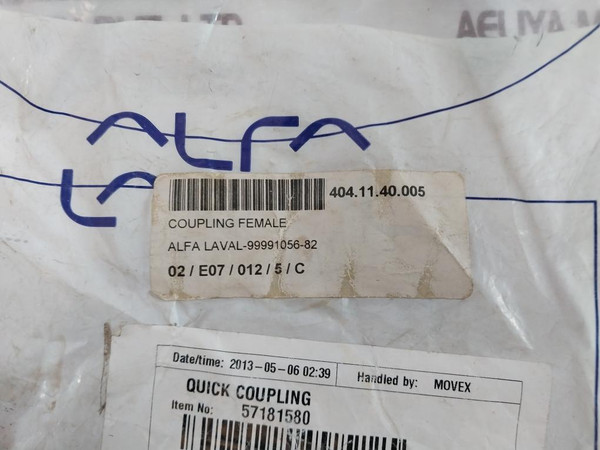 ALFA
404.11.40.005
COUPLING FEMALE
ALFA LAVAL-99991056-82
02 / E07 / 012 / 5 / C
Date/time: 2013-05-06 02:39 Handled by: MOVEX
QUICK COUPLING
Item No: 57181580